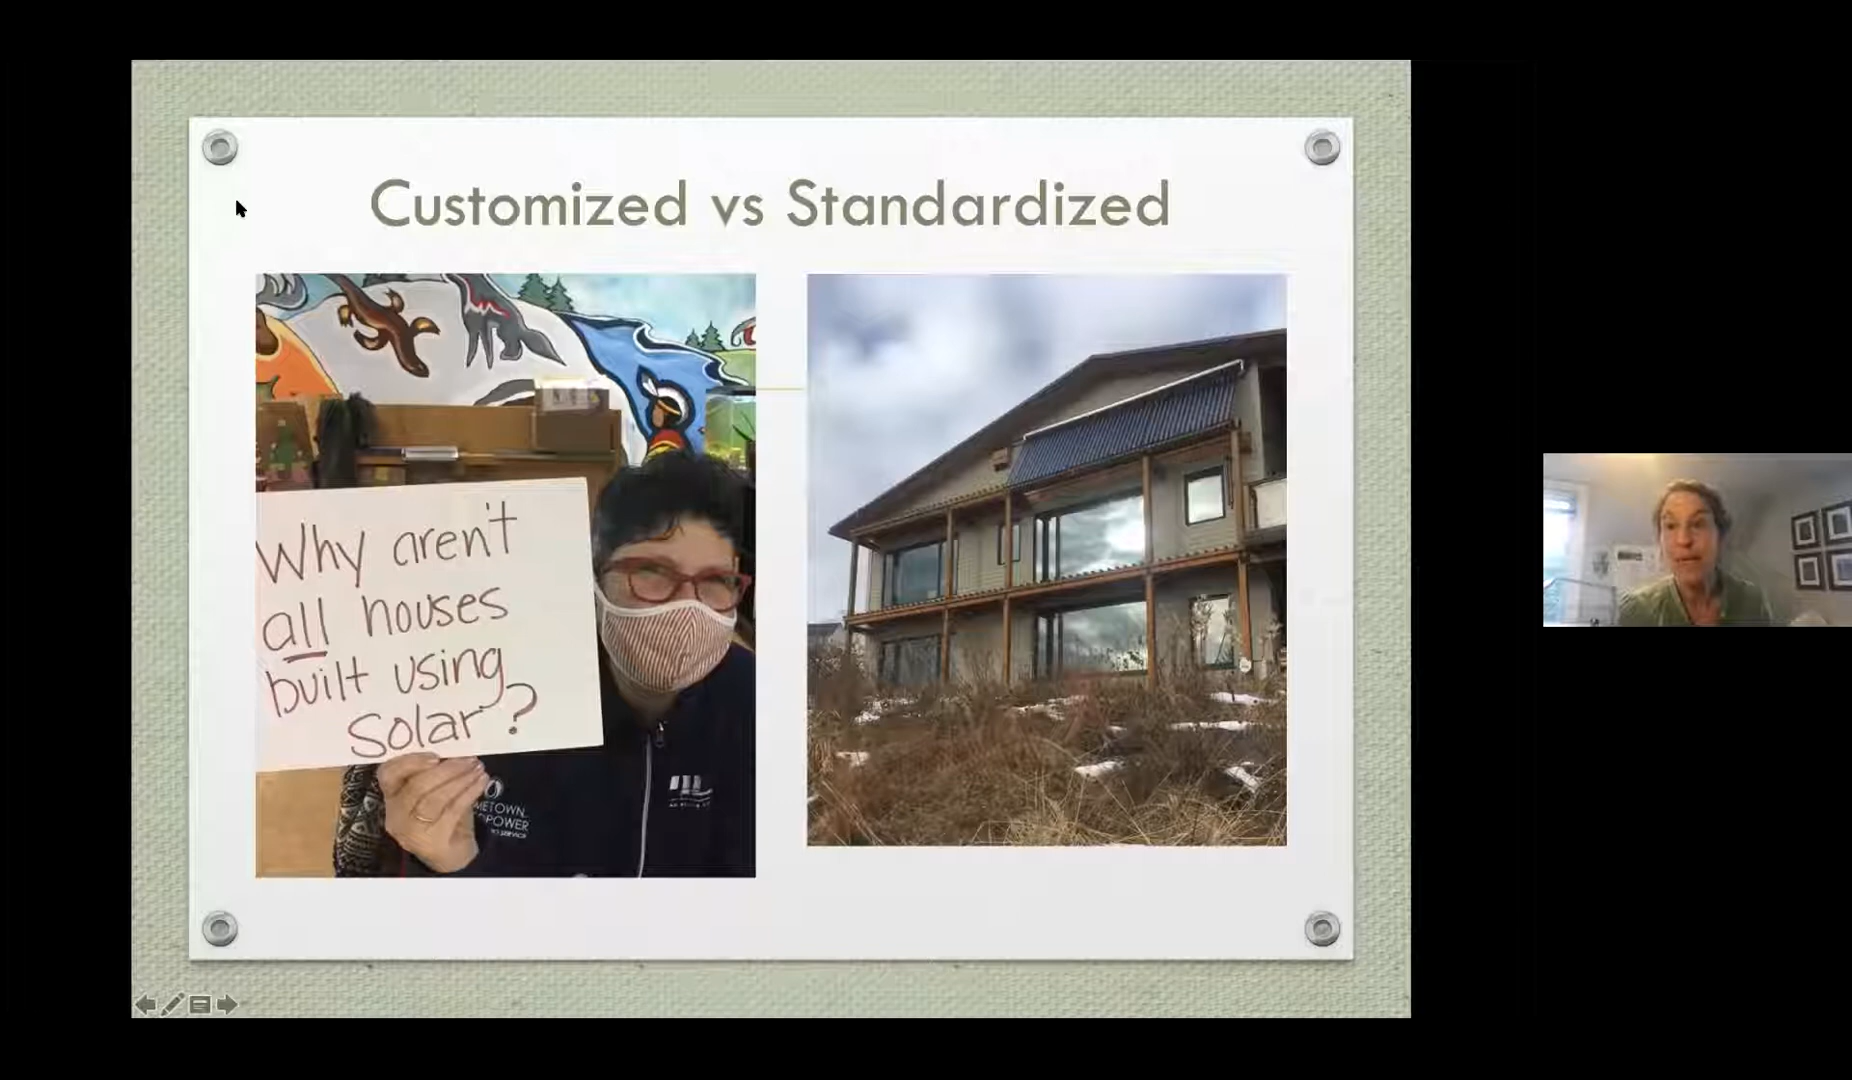 Customized vs Standardized
Why aren't
all houses
built using
solar?